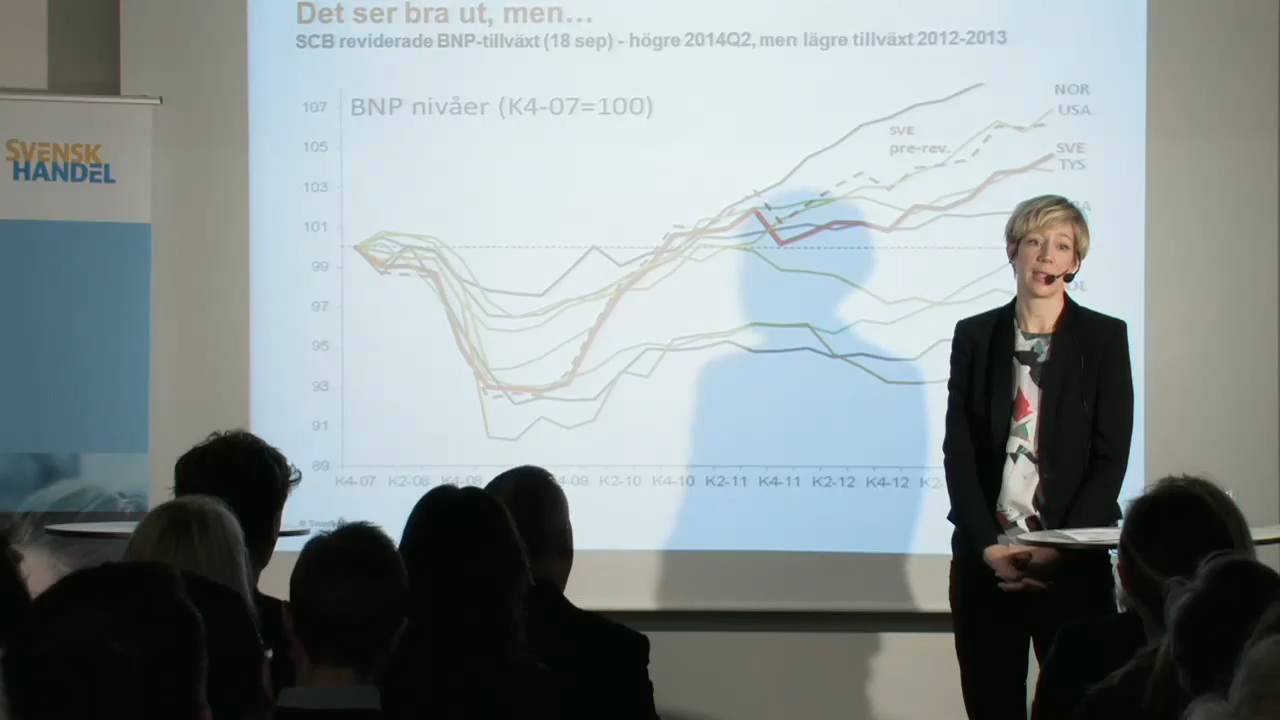 Det ser bra ut, men...
SCB reviderade BNP-tillväxt (18 sep) - högre 2014Q2, men lägre tillväxt 2012-2013
BNP nivåer (K4-07=100)
107
105
103
101
99
97
95
93
91
89
NOR
USA
SVE
pre-rev.
SVE
TYS
K4-07 K2-08 K4-08 K2-10 K4-10 K2-11 K4-11 K2-12 K4-12
SVENSK
HANDEL